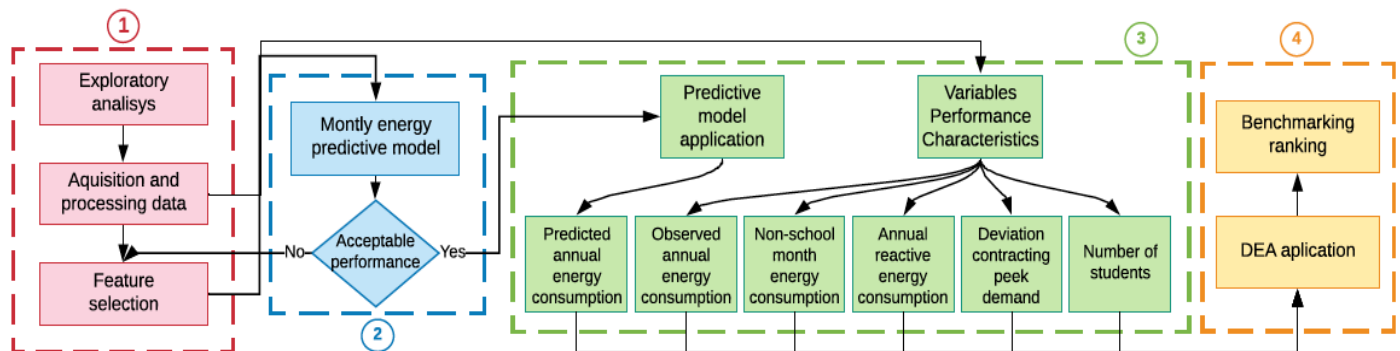 1
Exploratory
analisys
Aquisition and
processing data
Feature
selection
Montly energy
predictive model
Acceptable
performance
No
Yes
2
3
Predictive
model
application
Variables
Performance
Characteristics
Predicted
annual
energy
consumption
Observed
annual
energy
consumption
Non-school
month
energy
consumption
Annual
reactive
energy
consumption
Deviation
contracting
peek
demand
Number of
students
4
Benchmarking
ranking
DEA aplication